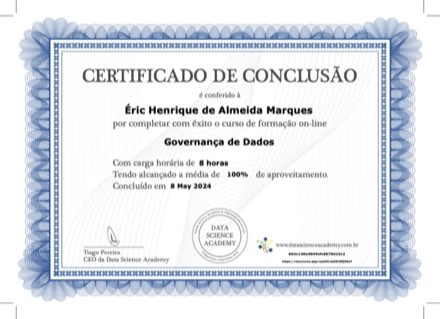 CERTIFICADO DE CONCLUSÃO
é conferido à
Éric Henrique de Almeida Marques
por completar com êxito o curso de formação on-line
Governança de Dados
Com carga horária de 8 horas
Tendo alcançado a média de 100% de aproveitamento.
Concluído em 8 May 2024
DATA
SCIENCE
ACADEMY
www.datascienceacademy.com.br
Tiago Pereira
CEO da Data Science Academy